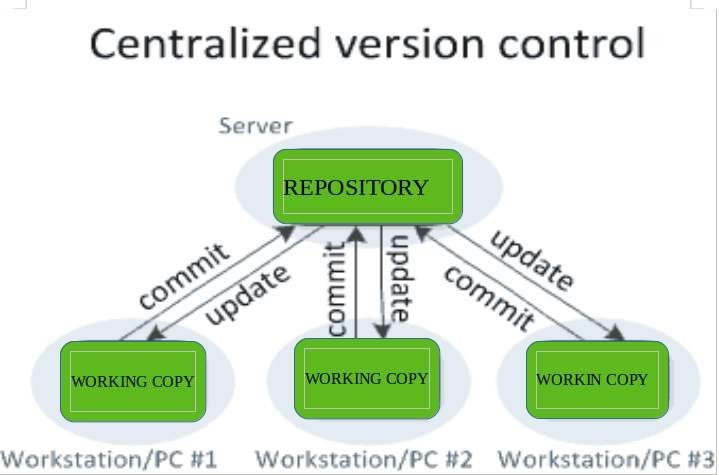 Centralized version control
Server
REPOSITORY
commit
update
commit
update
update
commit
WORKING COPY
WORKING COPY
WORKIN COPY
Workstation/PC #1
Workstation/PC #2
Workstation/PC #3